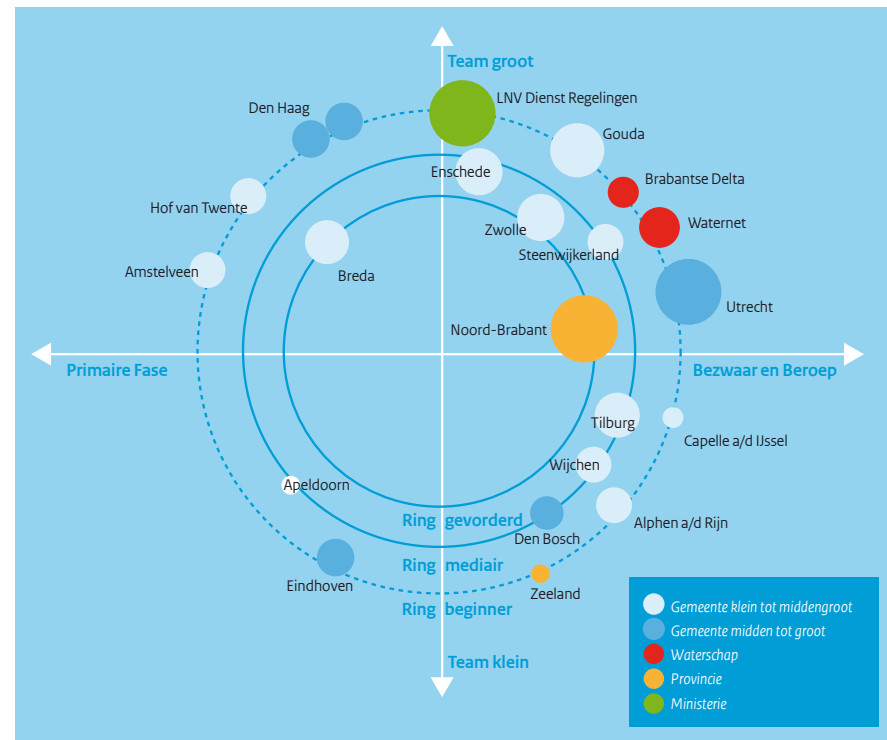 Team groot
LNV Dienst Regelingen
Den Haag
Gouda
Enschede
Brabantse Delta
Hof van Twente
Zwolle
Waternet
Steenwijkerland
Amstelveen
Breda
Utrecht
Noord-Brabant
Primaire Fase
Bezwaar en Beroep
Tilburg
Capelle a/d IJssel
Wijchen
Apeldoorn
Ring gevorderd
Alphen a/d Rijn
Den Bosch
Ring mediair
Eindhoven
Zeeland
Ring beginner
Team klein
Gemeente klein tot middengroot
Gemeente midden tot groot
Waterschap
Provincie
Ministerie